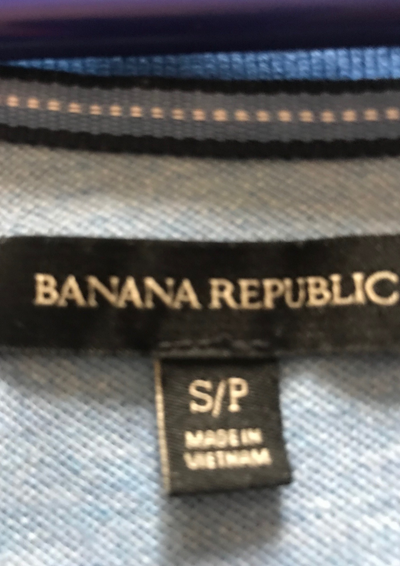 BANANA REPUBLIC
S/P
MADE IN
VIETNAM